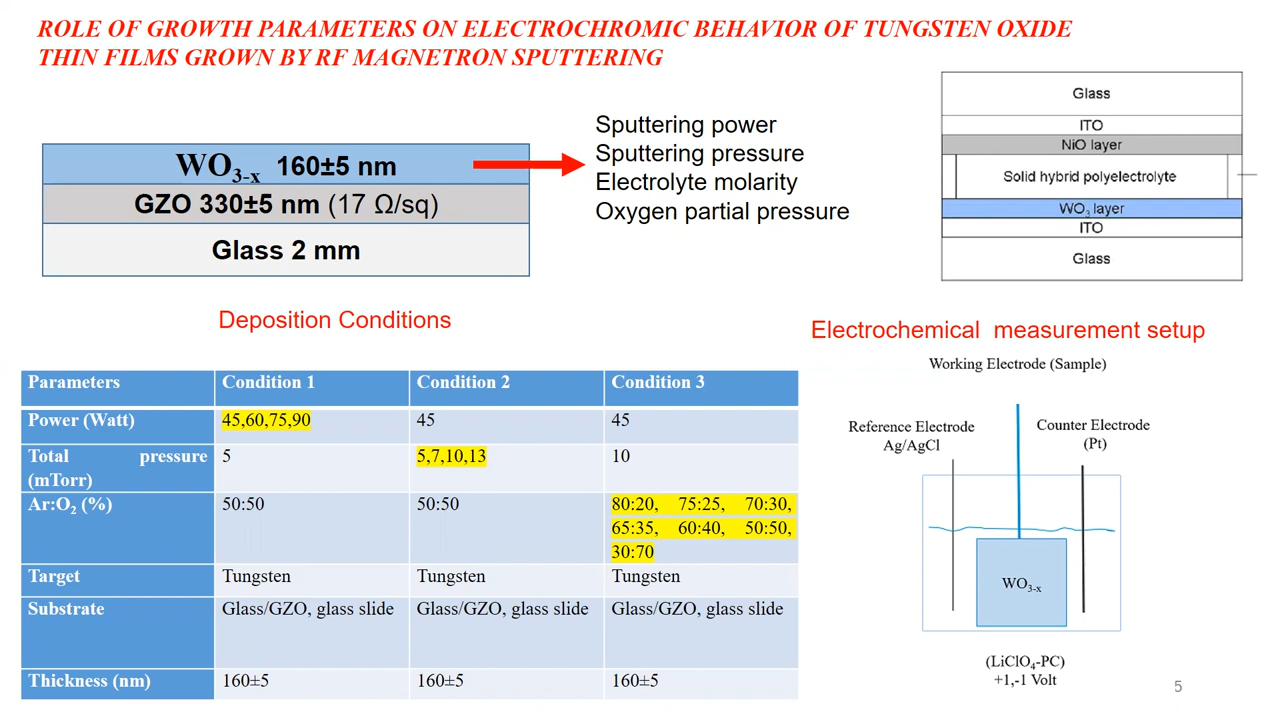 ROLE OF GROWTH PARAMETERS ON ELECTROCHROMIC BEHAVIOR OF TUNGSTEN OXIDE
THIN FILMS GROWN BY RF MAGNETRON SPUTTERING
WO3-x 160±5 nm
GZO 330±5 nm (17 Ω/sq)
Glass 2 mm
Sputtering power
Sputtering pressure
Electrolyte molarity
Oxygen partial pressure
Glass
ITO
NiO layer
Solid hybrid polyelectrolyte
WO3 layer
ITO
Glass
Deposition Conditions
Parameters Condition 1 Condition 2 Condition 3
Power (Watt) 45,60,75,90 45 45
Total pressure (mTorr) 5 5,7,10,13 10
Ar:O2 (%) 50:50 50:50 80:20, 75:25, 70:30,
65:35, 60:40, 50:50,
30:70
Target Tungsten Tungsten Tungsten
Substrate Glass/GZO, glass slide Glass/GZO, glass slide Glass/GZO, glass slide
Thickness (nm) 160±5 160±5 160±5
Electrochemical measurement setup
Working Electrode (Sample)
Reference Electrode
Ag/AgCl
Counter Electrode
(Pt)
WO3-x
(LiClO4-PC)
+1,-1 Volt
5